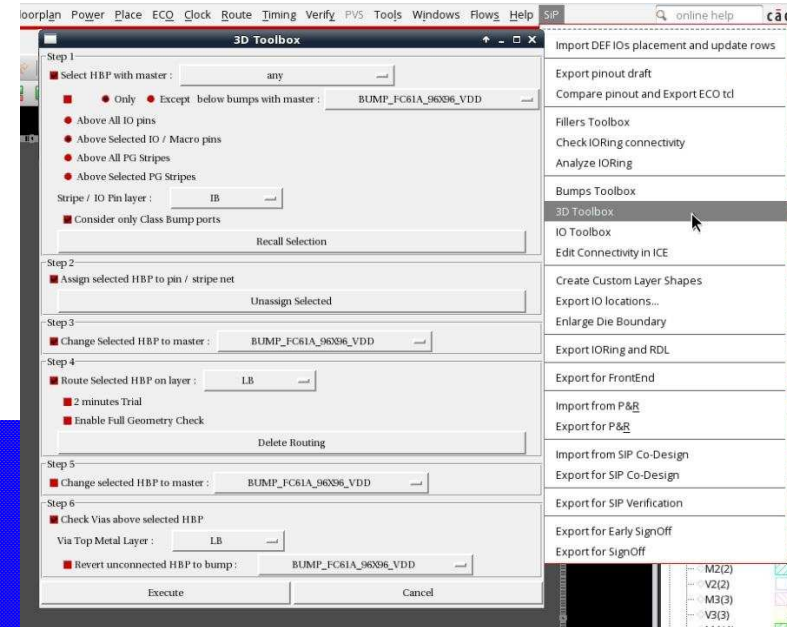 oorplan Power Place ECO Clock Route Timing Verify PVS Tools Windows Flows Help SiP online help cād
3D Toolbox
Step 1
Select HBP with master : any
Only Except below bumps with master : BUMP_FC61A_96X96_VDD
Above All IO pins
Above Selected IO / Macro pins
Above All PG Stripes
Above Selected PG Stripes
Stripe / IO Pin layer : IB
Consider only Class Bump ports
Recall Selection
Step 2
Assign selected HBP to pin / stripe net
Unassign Selected
Step 3
Change Selected HBP to master : BUMP_FC61A_96X96_VDD
Step 4
Route Selected HBP on layer : LB
2 minutes Trial
Enable Full Geometry Check
Delete Routing
Step 5
Change selected HBP to master : BUMP_FC61A_96X96_VDD
Step 6
Check Vias above selected HBP
Via Top Metal Layer : LB
Revert unconnected HBP to bump : BUMP_FC61A_96X96_VDD
Execute Cancel
Import DEF IOs placement and update rows
Export pinout draft
Compare pinout and Export ECO tcl
Fillers Toolbox
Check IORing connectivity
Analyze IORing
Bumps Toolbox
3D Toolbox
IO Toolbox
Edit Connectivity in ICE
Create Custom Layer Shapes
Export IO locations...
Enlarge Die Boundary
Export IORing and RDL
Export for FrontEnd
Import from P&R
Export for P&R
Import from SIP Co-Design
Export for SIP Co-Design
Export for SIP Verification
Export for Early SignOff
Export for SignOff
M2(2)
V2(2)
M3(3)
V3(3)